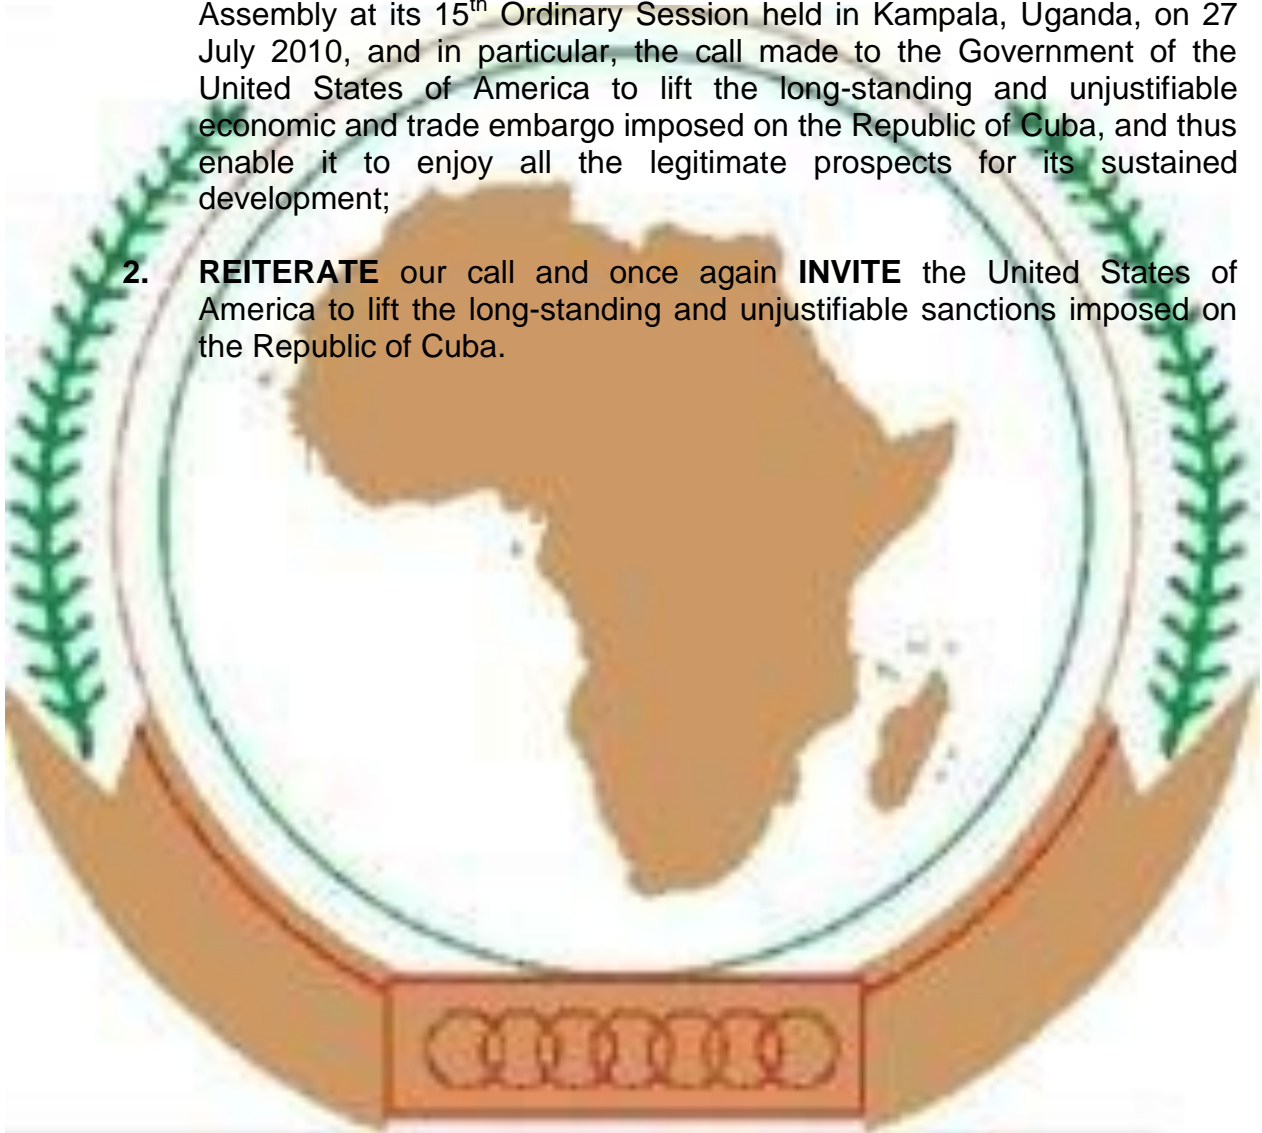 Assembly at its 15th Ordinary Session held in Kampala, Uganda, on 27
July 2010, and in particular, the call made to the Government of the
United States of America to lift the long-standing and unjustifiable
economic and trade embargo imposed on the Republic of Cuba, and thus
enable it to enjoy all the legitimate prospects for its sustained
development;
2. REITERATE our call and once again INVITE the United States of
America to lift the long-standing and unjustifiable sanctions imposed on
the Republic of Cuba.